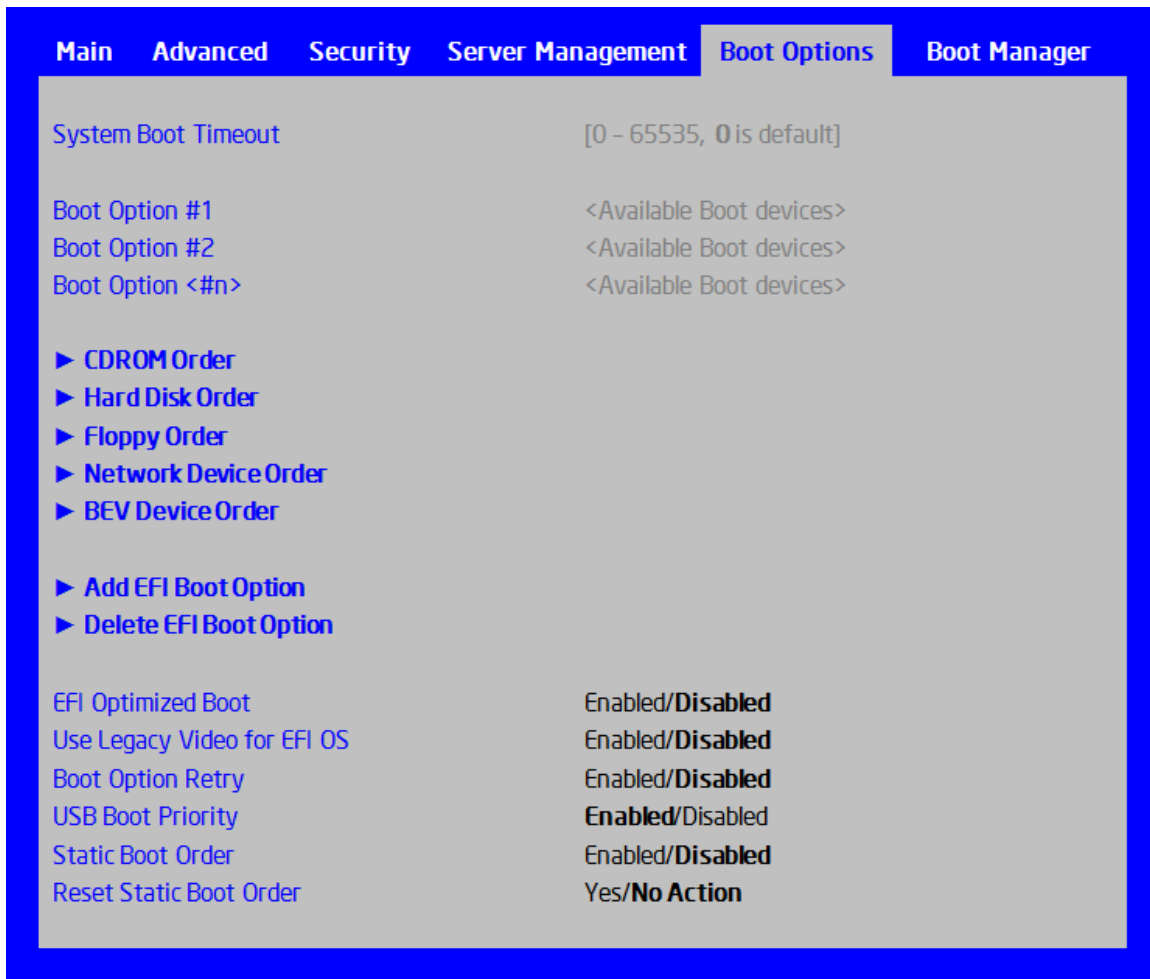 Main Advanced Security Server Management Boot Options Boot Manager
System Boot Timeout [0 – 65535, 0 is default]
Boot Option #1 <Available Boot devices>
Boot Option #2 <Available Boot devices>
Boot Option <#n> <Available Boot devices>
► CDROM Order
► Hard Disk Order
► Floppy Order
► Network Device Order
► BEV Device Order
► Add EFI Boot Option
► Delete EFI Boot Option
EFI Optimized Boot Enabled/Disabled
Use Legacy Video for EFI OS Enabled/Disabled
Boot Option Retry Enabled/Disabled
USB Boot Priority Enabled/Disabled
Static Boot Order Enabled/Disabled
Reset Static Boot Order Yes/No Action